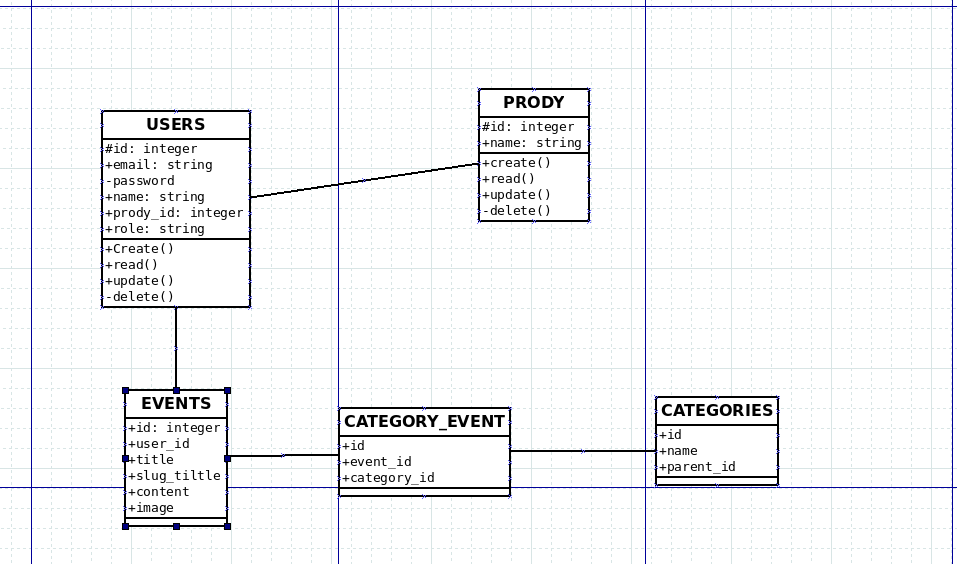 USERS
#id: integer
+email: string
-password
+name: string
+prody_id: integer
+role: string
+Create()
+read()
+update()
-delete()
PRODY
#id: integer
+name: string
+create()
+read()
+update()
-delete()
EVENTS
+id: integer
+user_id
+title
+slug_tiltle
+content
+image
CATEGORY_EVENT
+id
+event_id
+category_id
CATEGORIES
+id
+name
+parent_id